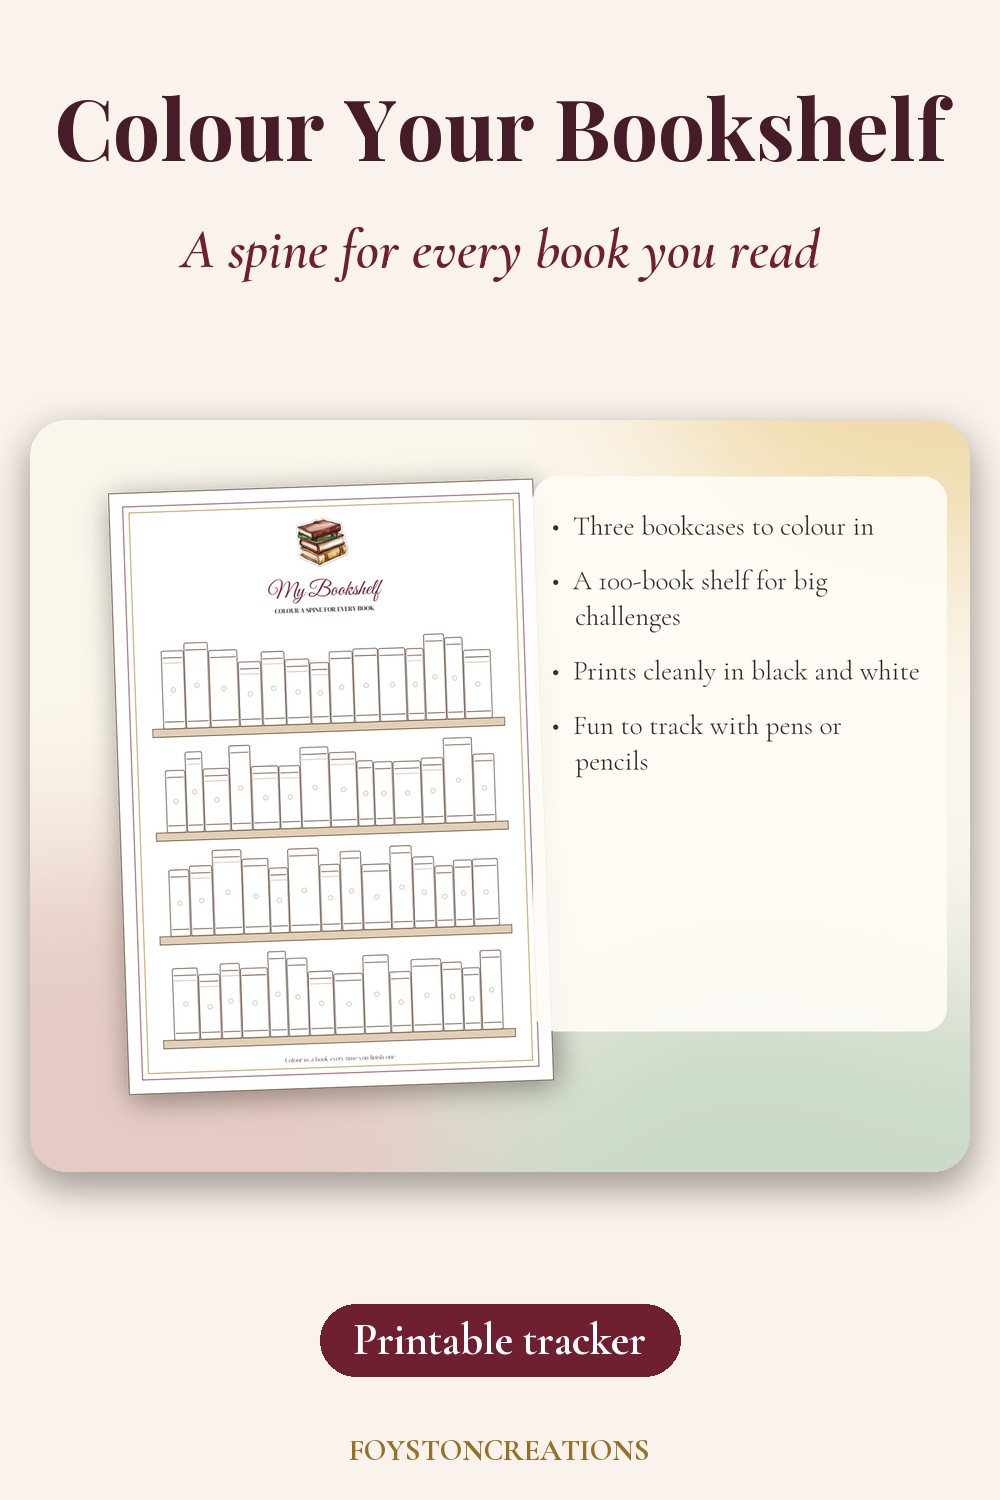 Colour Your Bookshelf
A spine for every book you read
My Bookshelf
COLOUR A SPINE FOR EVERY BOOK
Colour in a book every time you finish one
• Three bookcases to colour in
• A 100-book shelf for big
challenges
• Prints cleanly in black and white
• Fun to track with pens or
pencils
Printable tracker
FOYSTONCREATIONS